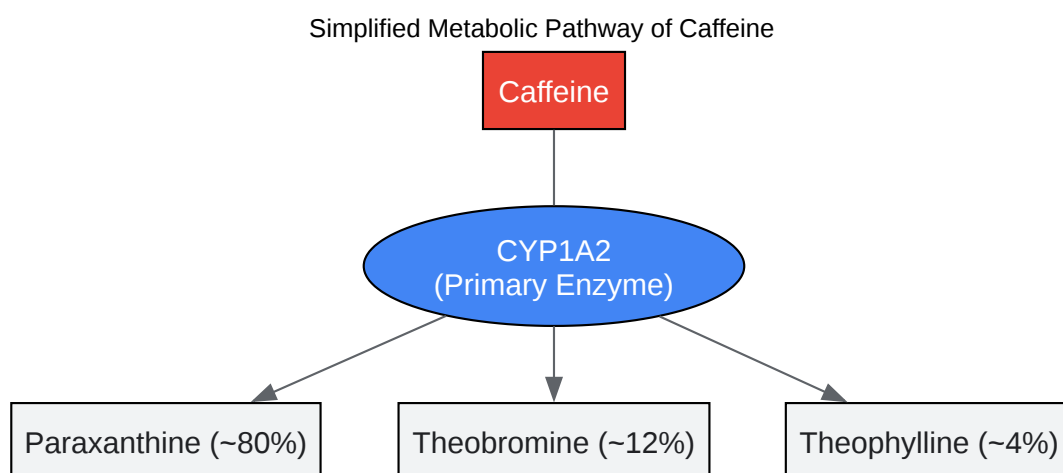 Simplified Metabolic Pathway of Caffeine
Caffeine
CYP1A2
(Primary Enzyme)
Paraxanthine (~80%)
Theobromine (~12%)
Theophylline (~4%)